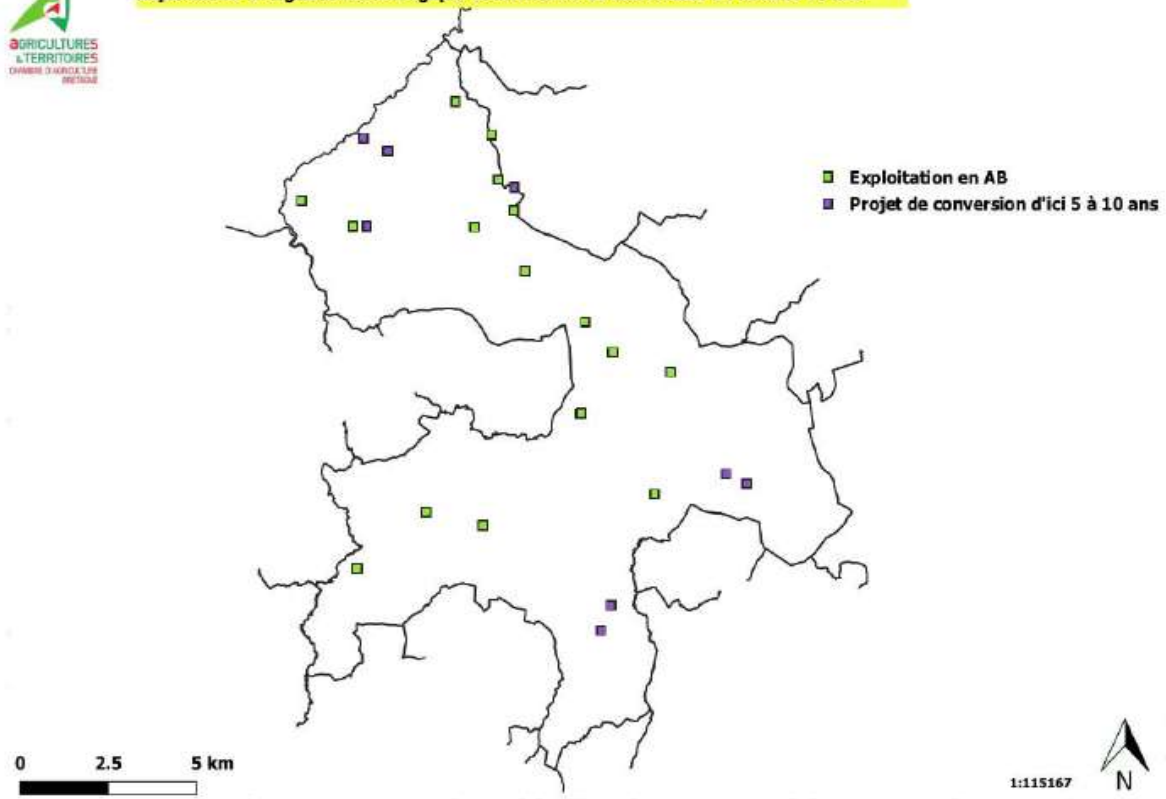 AGRICULTURES
& TERRITOIRES
CHAMBRE D'AGRICULTURE
BRETAGNE
Exploitation en AB
Projet de conversion d'ici 5 à 10 ans
0 2.5 5 km
1:115167
N